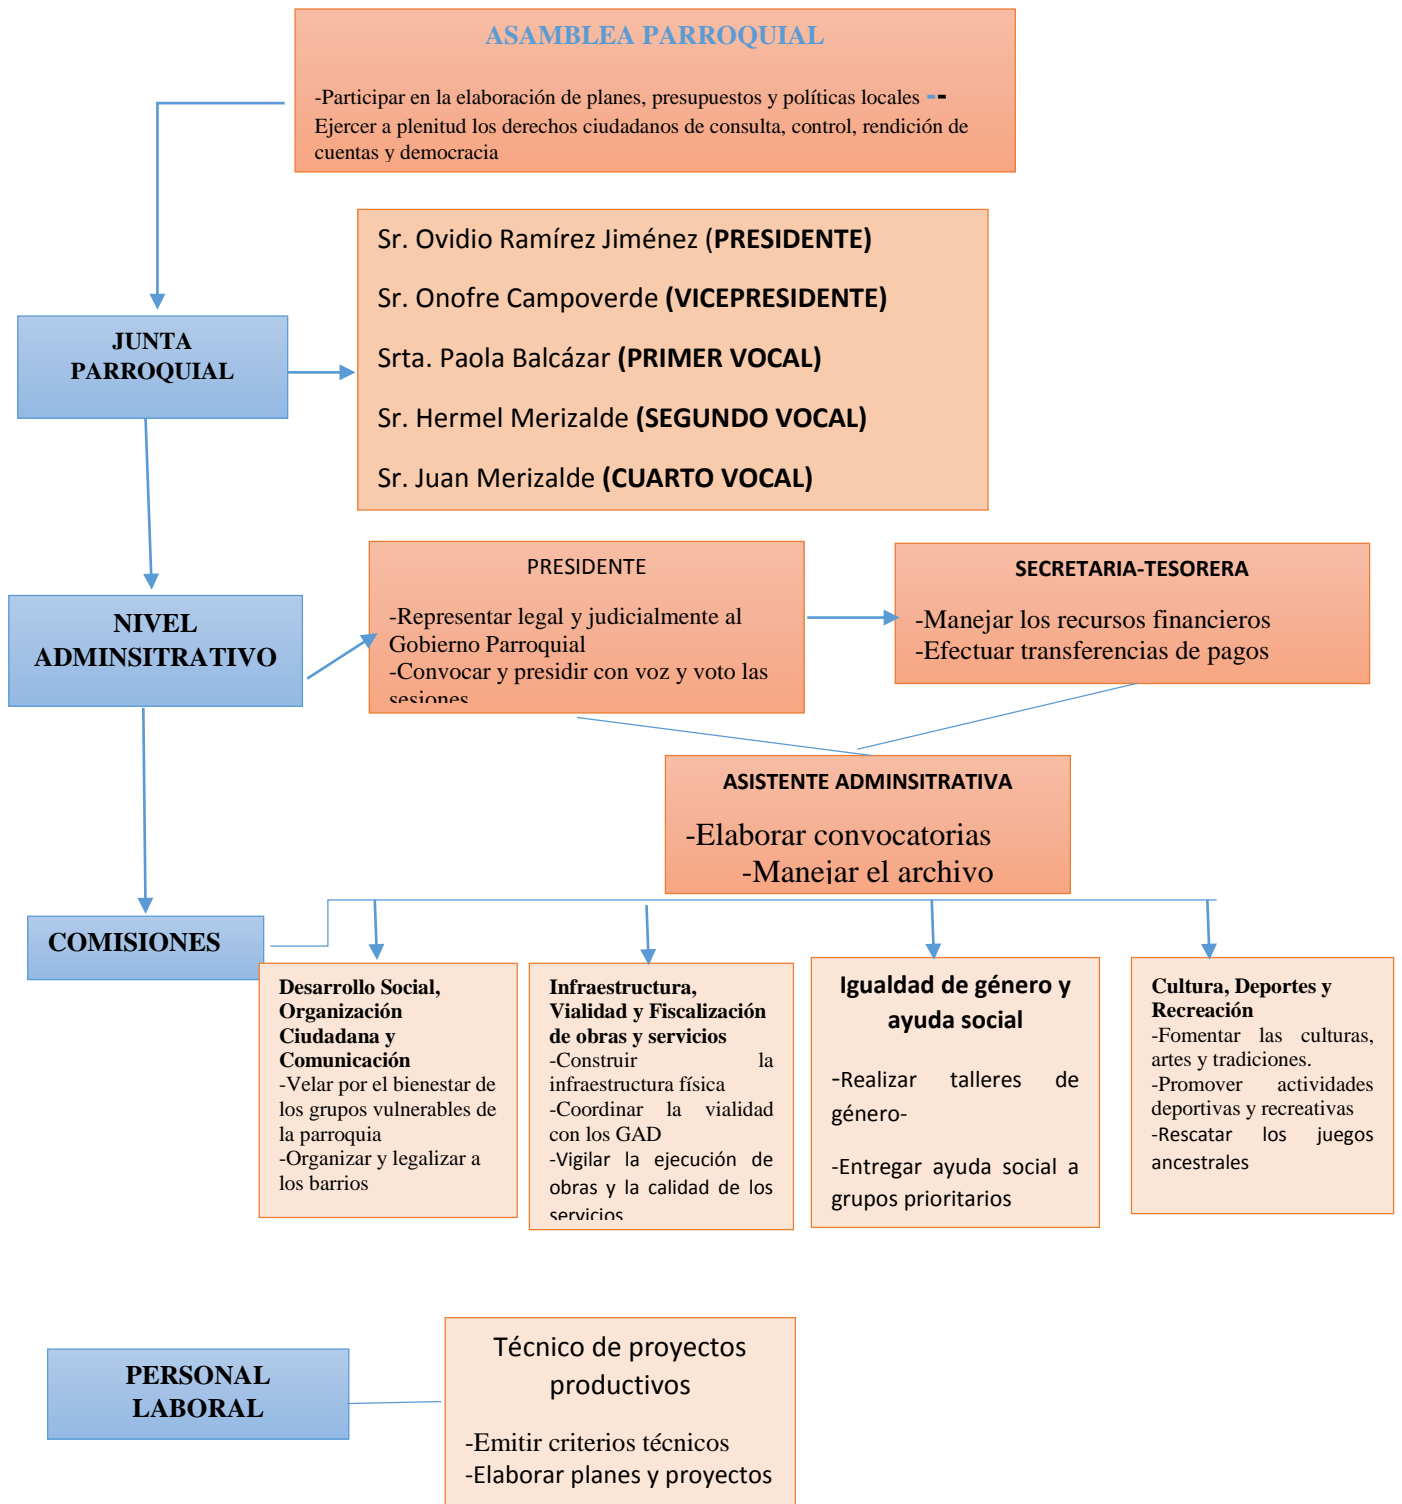 ASAMBLEA PARROQUIAL
-Participar en la elaboración de planes, presupuestos y políticas locales --
Ejercer a plenitud los derechos ciudadanos de consulta, control, rendición de
cuentas y democracia
Sr. Ovidio Ramírez Jiménez (PRESIDENTE)
Sr. Onofre Campoverde (VICEPRESIDENTE)
Srta. Paola Balcázar (PRIMER VOCAL)
Sr. Hermel Merizalde (SEGUNDO VOCAL)
Sr. Juan Merizalde (CUARTO VOCAL)
JUNTA
PARROQUIAL
NIVEL
ADMINSITRATIVO
PRESIDENTE
-Representar legal y judicialmente al
Gobierno Parroquial
-Convocar y presidir con voz y voto las
sesiones
SECRETARIA-TESORERA
-Manejar los recursos financieros
-Efectuar transferencias de pagos
ASISTENTE ADMINSITRATIVA
-Elaborar convocatorias
-Manejar el archivo
COMISIONES
Desarrollo Social,
Organización
Ciudadana y
Comunicación
-Velar por el bienestar de
los grupos vulnerables de
la parroquia
-Organizar y legalizar a
los barrios
Infraestructura,
Vialidad y Fiscalización
de obras y servicios
-Construir la
infraestructura física
-Coordinar la vialidad
con los GAD
-Vigilar la ejecución de
obras y la calidad de los
servicios
Igualdad de género y
ayuda social
-Realizar talleres de
género-
-Entregar ayuda social a
grupos prioritarios
Cultura, Deportes y
Recreación
-Fomentar las culturas,
artes y tradiciones.
-Promover actividades
deportivas y recreativas
-Rescatar los juegos
ancestrales
PERSONAL
LABORAL
Técnico de proyectos
productivos
-Emitir criterios técnicos
-Elaborar planes y proyectos